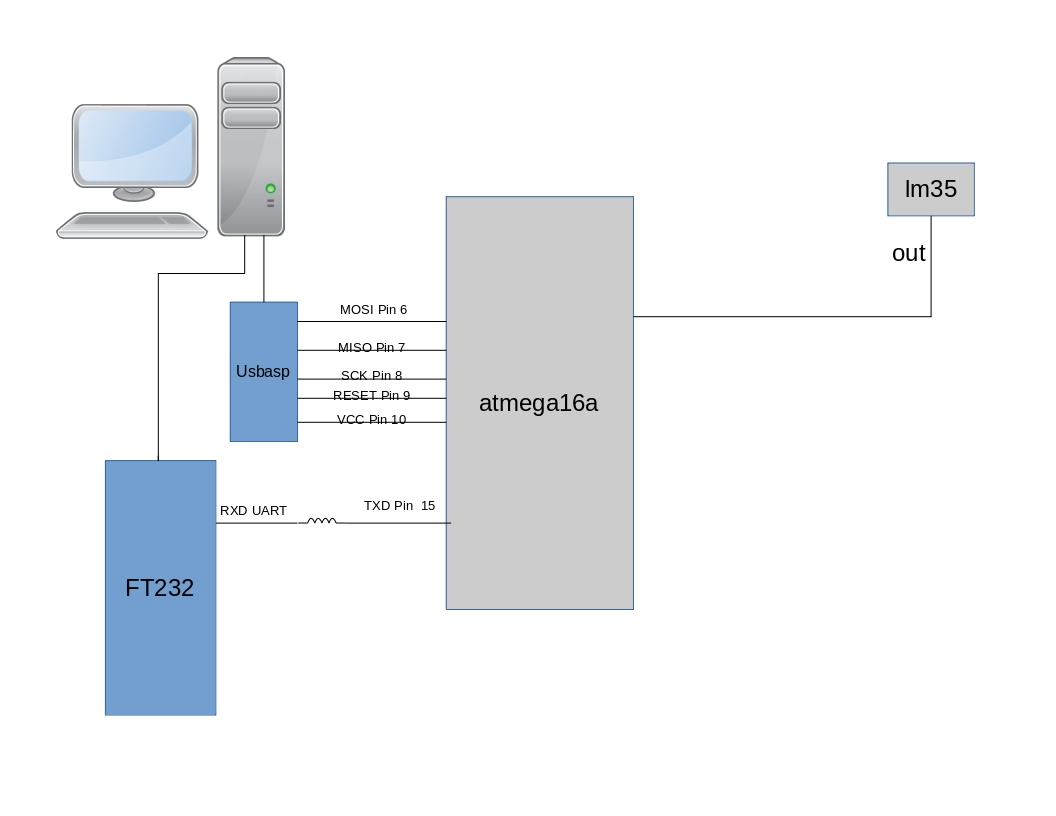 lm35
out
MOSI Pin 6
MISO Pin 7
Usbasp
SCK Pin 8
RESET Pin 9
VCC Pin 10
atmega16a
RXD UART
TXD Pin  15
FT232